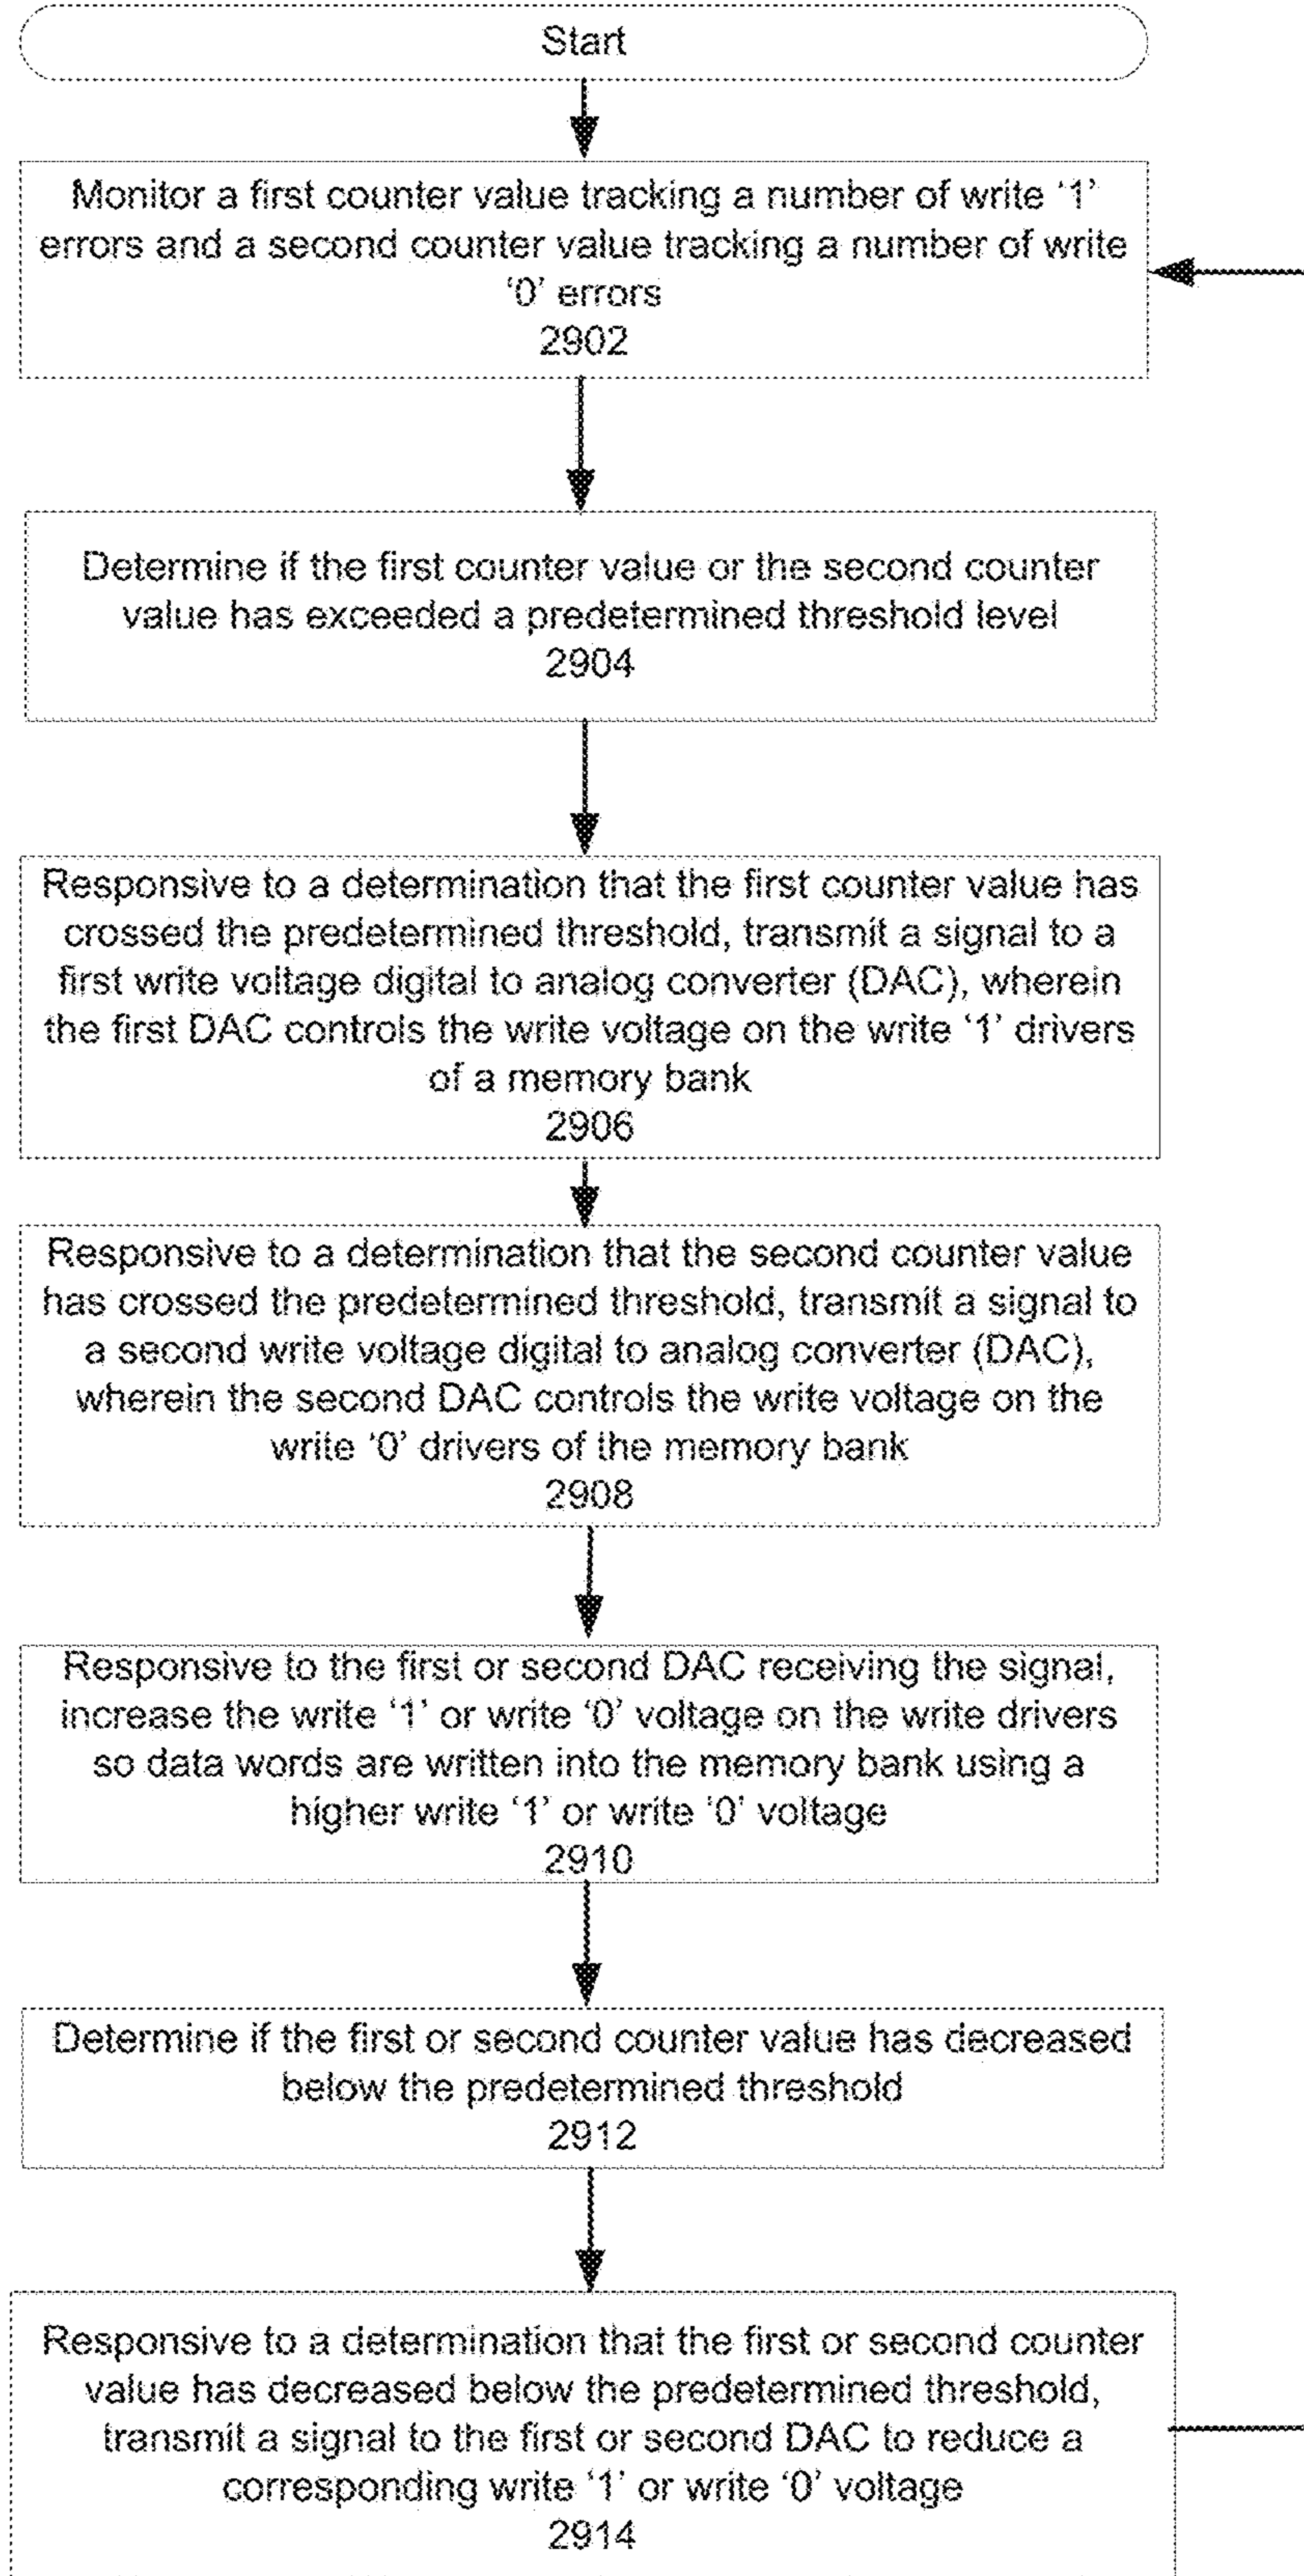 Start
Monitor a first counter value tracking a number of write ‘1’
errors and a second counter value tracking a number of write
‘0’ errors
2902
Determine if the first counter value or the second counter
value has exceeded a predetermined threshold level
2904
Responsive to a determination that the first counter value has
crossed the predetermined threshold, transmit a signal to a
first write voltage digital to analog converter (DAC), wherein
the first DAC controls the write voltage on the write ‘1’ drivers
of a memory bank
2906
Responsive to a determination that the second counter value
has crossed the predetermined threshold, transmit a signal to
a second write voltage digital to analog converter (DAC),
wherein the second DAC controls the write voltage on the
write ‘0’ drivers of the memory bank
2908
Responsive to the first or second DAC receiving the signal,
increase the write ‘1’ or write ‘0’ voltage on the write drivers
so data words are written into the memory bank using a
higher write ‘1’ or write ‘0’ voltage
2910
Determine if the first or second counter value has decreased
below the predetermined threshold
2912
Responsive to a determination that the first or second counter
value has decreased below the predetermined threshold,
transmit a signal to the first or second DAC to reduce a
corresponding write ‘1’ or write ‘0’ voltage
2914